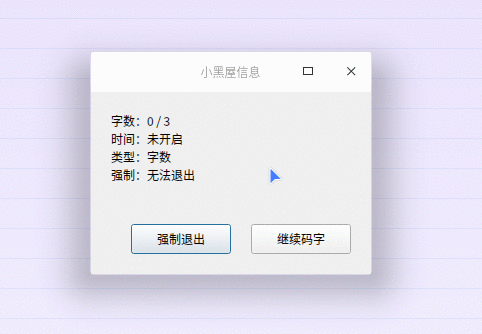 小黑屋信息
字数：0 / 3
时间：未开启
类型：字数
强制：无法退出
强制退出
继续码字